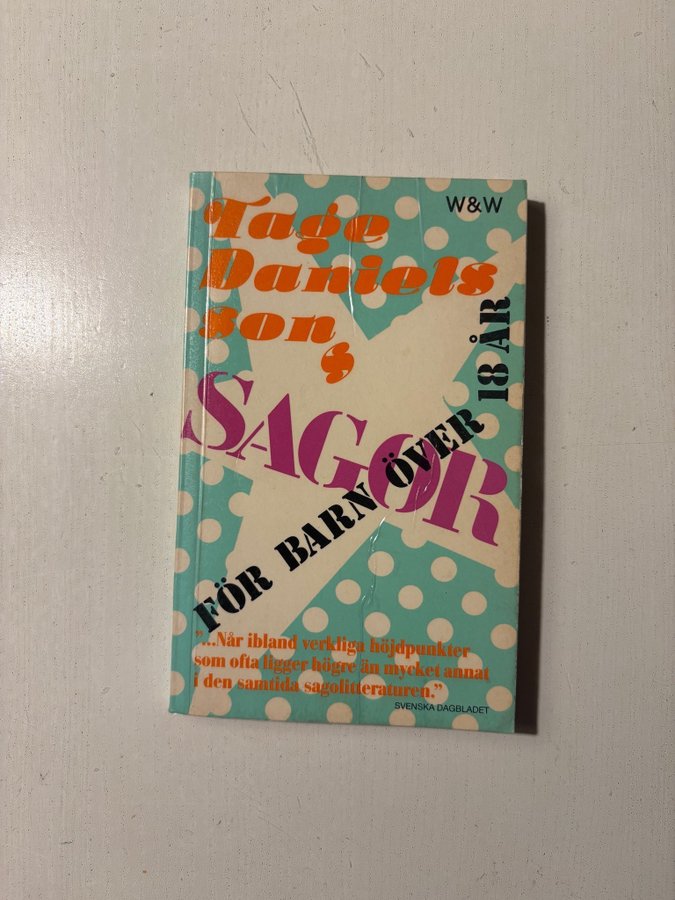 W&W
Tage
Daniels
son
s
SAGOR
FÖR BARN ÖVER 18 ÅR
"...Når ibland verkliga höjdpunkter
som ofta ligger högre än mycket annat
i den samtida sagolitteraturen."
SVENSKA DAGBLADET